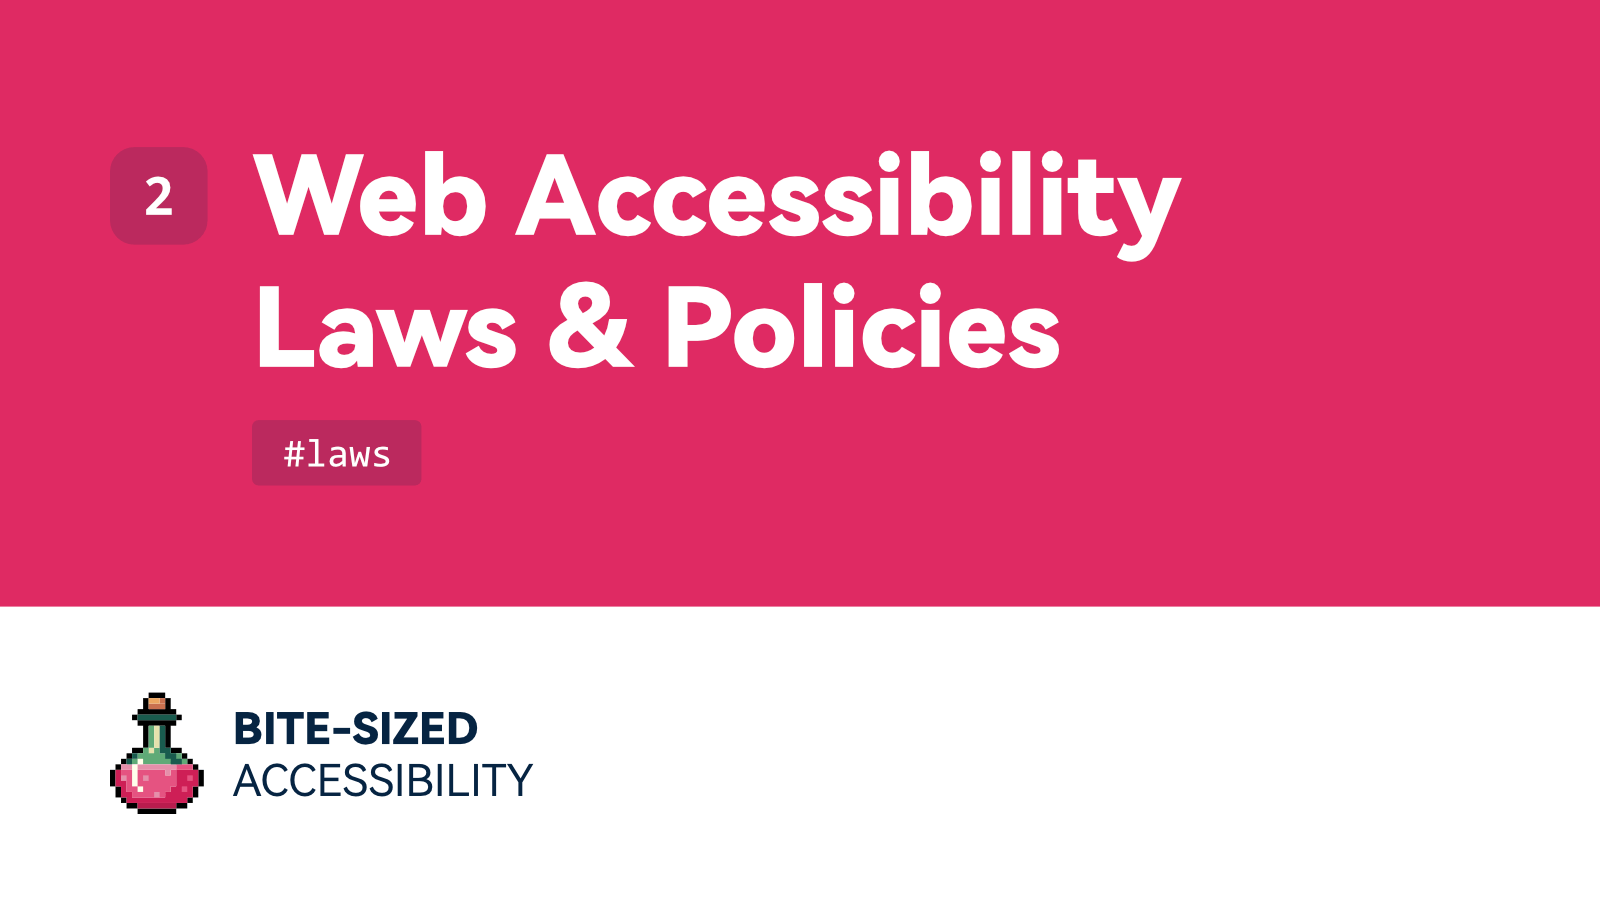 2
Web Accessibility
Laws & Policies
#laws
BITE-SIZED
ACCESSIBILITY